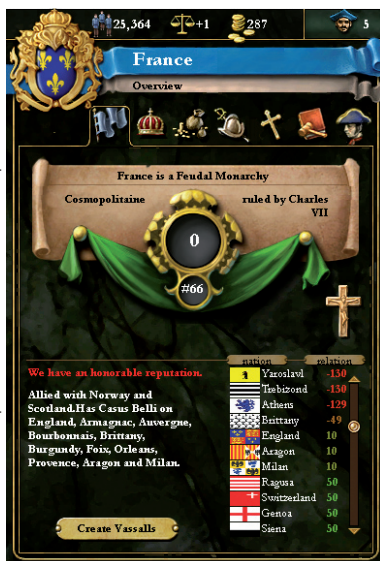 25,364 +1 287 5
France
Overview
France is a Feudal Monarchy
Cosmopolitaine
ruled by Charles
VII
0
#66
nation relation
We have an honorable reputation.
Allied with Norway and
Scotland.Has Casus Belli on
England, Armagnac, Auvergne,
Bourbonnais, Brittany,
Burgundy, Foix, Orleans,
Provence, Aragon and Milan.
Yaroslavl -150
Trebizond -150
Athens -129
Brittany -49
England 10
Aragon 10
Milan 10
Ragusa 50
Switzerland 50
Genoa 50
Siena 50
Create Vassalls